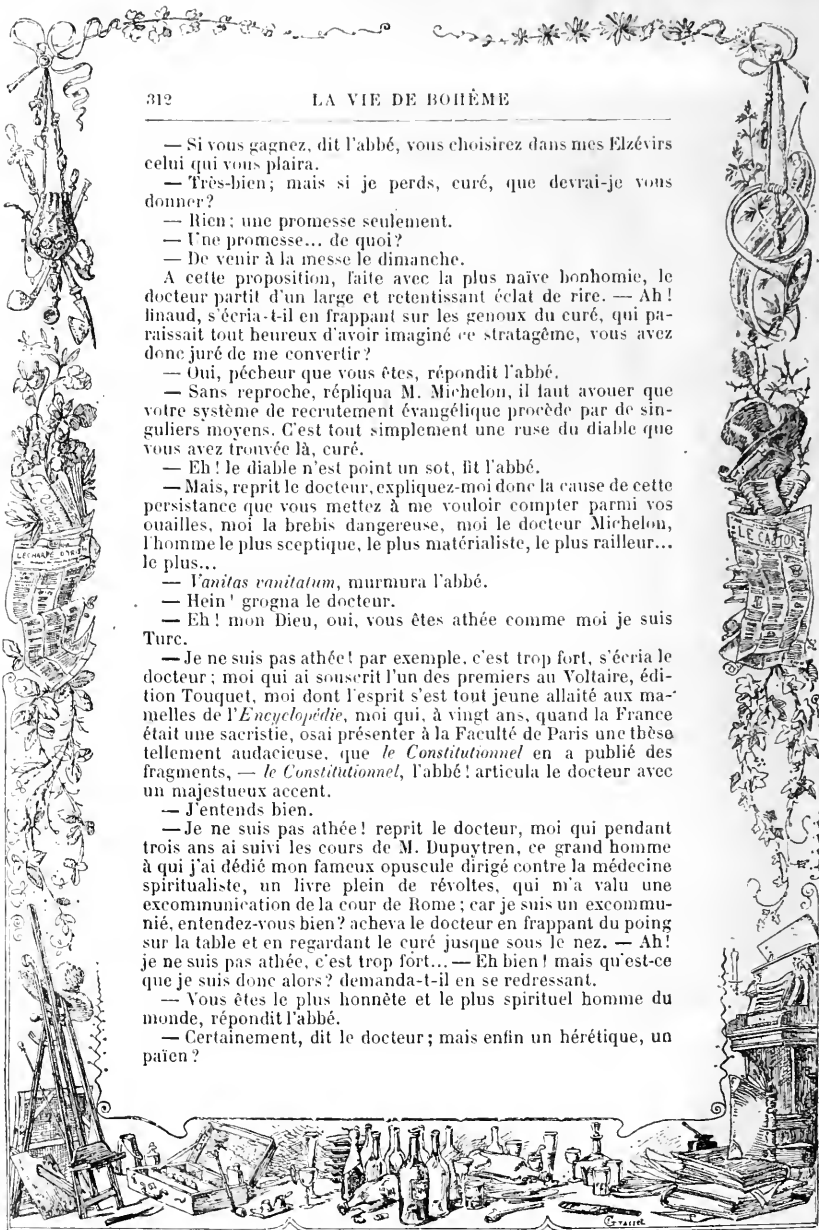 312
LA VIE DE BOHÊME
— Si vous gagnez, dit l'abbé, vous choisirez dans mes Elzévirs
celui qui vous plaira.
— Très-bien; mais si je perds, curé, que devrai-je vous
donner?
— Rien; une promesse seulement.
— Une promesse... de quoi?
— De venir à la messe le dimanche.
A cette proposition, faite avec la plus naïve bonhomie, le
docteur partit d'un large et retentissant éclat de rire. — Ah!
finaud, s'écria-t-il en frappant sur les genoux du curé, qui pa-
raissait tout heureux d'avoir imaginé ce stratagème, vous avez
donc juré de me convertir?
— Oui, pécheur que vous êtes, répondit l'abbé.
— Sans reproche, répliqua M. Michelon, il faut avouer que
votre système de recrutement évangélique procède par de sin-
guliers moyens. C'est tout simplement une ruse du diable que
vous avez trouvée là, curé.
— Eh! le diable n'est point un sot, fit l'abbé.
— Mais, reprit le docteur, expliquez-moi donc la cause de cette
persistance que vous mettez à me vouloir compter parmi vos
ouailles, moi la brebis dangereuse, moi le docteur Michelon,
l'homme le plus sceptique, le plus matérialiste, le plus railleur...
le plus...
— Vanitas vanitatum, murmura l'abbé.
— Hein! grogna le docteur.
— Eh! mon Dieu, oui, vous êtes athée comme moi je suis
Turc.
— Je ne suis pas athée! par exemple, c'est trop fort, s'écria le
docteur; moi qui ai souscrit l'un des premiers au Voltaire, édi-
tion Touquet, moi dont l'esprit s'est tout jeune allaité aux ma-
melles de l'Encyclopédie, moi qui, à vingt ans, quand la France
était une sacristie, osai présenter à la Faculté de Paris une thèse
tellement audacieuse, que le Constitutionnel en a publié des
fragments, — le Constitutionnel, l'abbé! articula le docteur avec
un majestueux accent.
— J'entends bien.
— Je ne suis pas athée! reprit le docteur, moi qui pendant
trois ans ai suivi les cours de M. Dupuytren, ce grand homme
à qui j'ai dédié mon fameux opuscule dirigé contre la médecine
spiritualiste, un livre plein de révoltes, qui m'a valu une
excommunication de la cour de Rome; car je suis un excommu-
nié, entendez-vous bien? acheva le docteur en frappant du poing
sur la table et en regardant le curé jusque sous le nez. — Ah!
je ne suis pas athée, c'est trop fort... — Eh bien! mais qu'est-ce
que je suis donc alors? demanda-t-il en se redressant.
— Vous êtes le plus honnête et le plus spirituel homme du
monde, répondit l'abbé.
— Certainement, dit le docteur; mais enfin un hérétique, un
païen?
LECHARPE D'IRIS
LE CASTOR
GRASSET